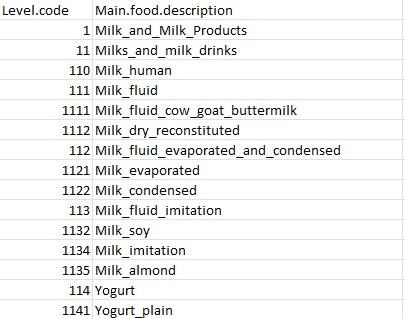 Level.code Main.food.description
1 Milk_and_Milk_Products
11 Milks_and_milk_drinks
110 Milk_human
111 Milk_fluid
1111 Milk_fluid_cow_goat_buttermilk
1112 Milk_dry_reconstituted
112 Milk_fluid_evaporated_and_condensed
1121 Milk_evaporated
1122 Milk_condensed
113 Milk_fluid_imitation
1132 Milk_soy
1134 Milk_imitation
1135 Milk_almond
114 Yogurt
1141 Yogurt_plain